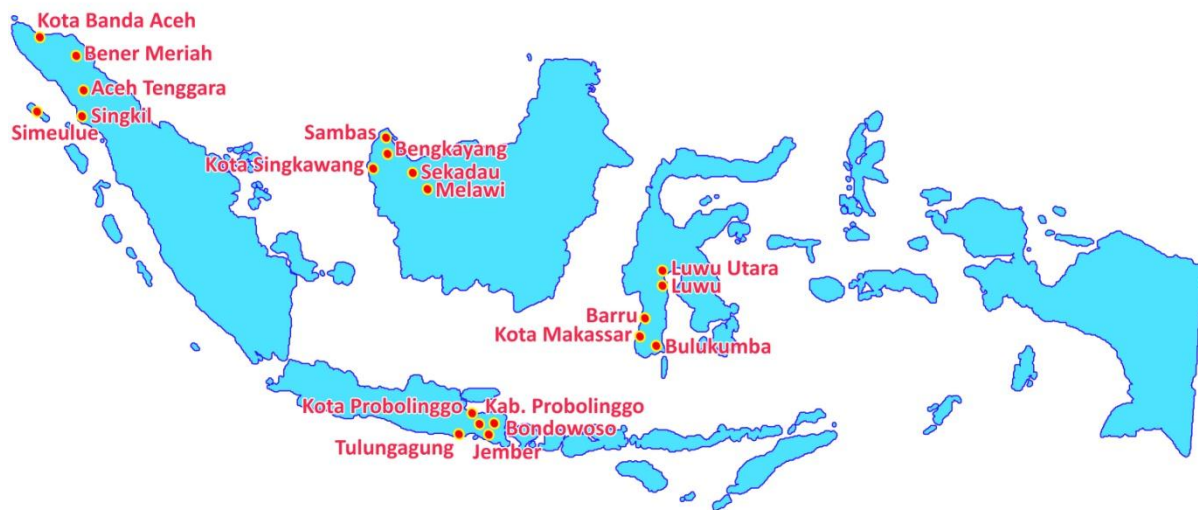 Kota Banda Aceh
Bener Meriah
Aceh Tenggara
Singkil
Simeulue
Sambas
Bengkayang
Kota Singkawang
Sekadau
Melawi
Luwu Utara
Luwu
Barru
Kota Makassar
Bulukumba
Kota Probolinggo
Kab. Probolinggo
Bondowoso
Tulungagung
Jember